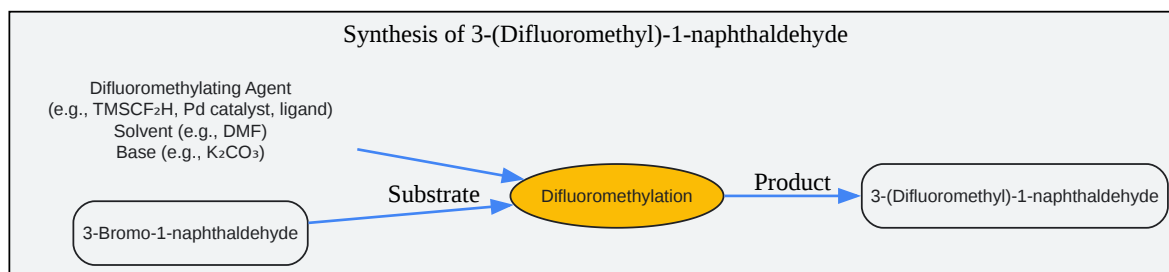 Synthesis of 3-(Difluoromethyl)-1-naphthaldehyde
Difluoromethylating Agent
(e.g., TMSCF₂H, Pd catalyst, ligand)
Solvent (e.g., DMF)
Base (e.g., K₂CO₃)
Substrate
3-Bromo-1-naphthaldehyde
Difluoromethylation
Product
3-(Difluoromethyl)-1-naphthaldehyde